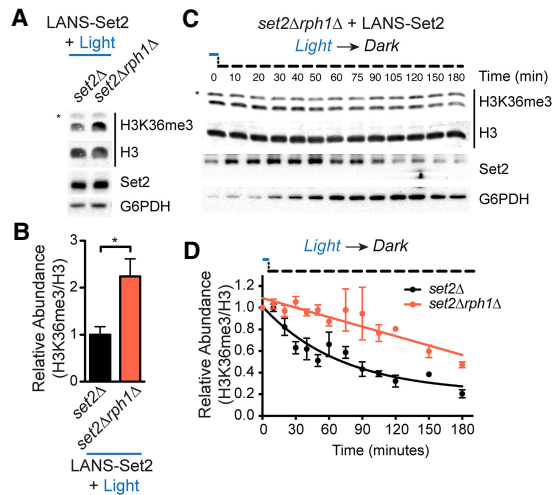 A
LANS-Set2
+ Light
set2Δ
set2Δrph1Δ
*
H3K36me3
H3
Set2
G6PDH
B
Relative Abundance
(H3K36me3/H3)
3
2
1
0
*
set2Δ
set2Δrph1Δ
LANS-Set2
+ Light
C
set2Δrph1Δ + LANS-Set2
Light → Dark
0 10 20 30 40 50 60 75 90 105 120 150 180 Time (min)
*
H3K36me3
H3
Set2
G6PDH
D
Light → Dark
Relative Abundance
(H3K36me3/H3)
1.2
1.0
0.8
0.6
0.4
0.2
0.0
set2Δ
set2Δrph1Δ
0 30 60 90 120 150 180
Time (minutes)